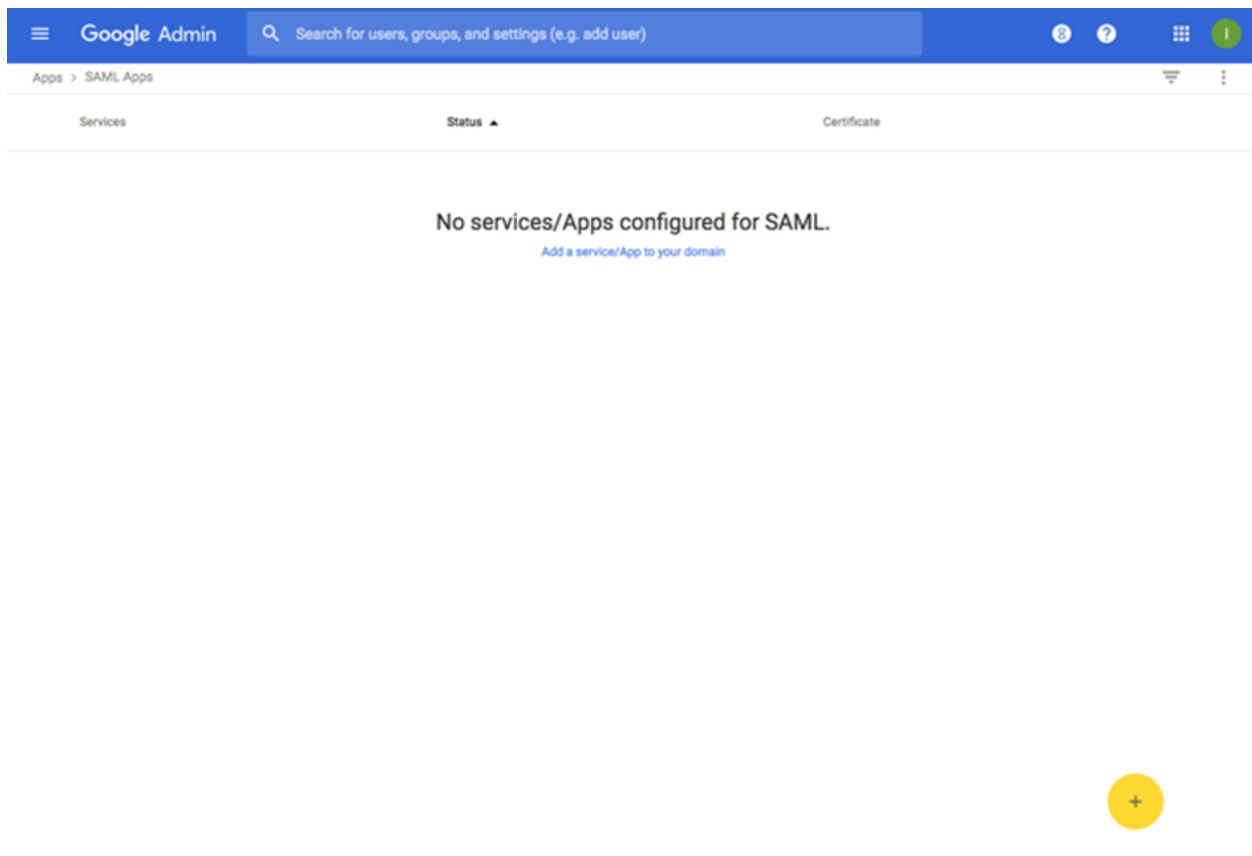 Google Admin
Search for users, groups, and settings (e.g. add user)
8 ? I
Apps > SAML Apps
Services Status Certificate
No services/Apps configured for SAML.
Add a service/App to your domain
+